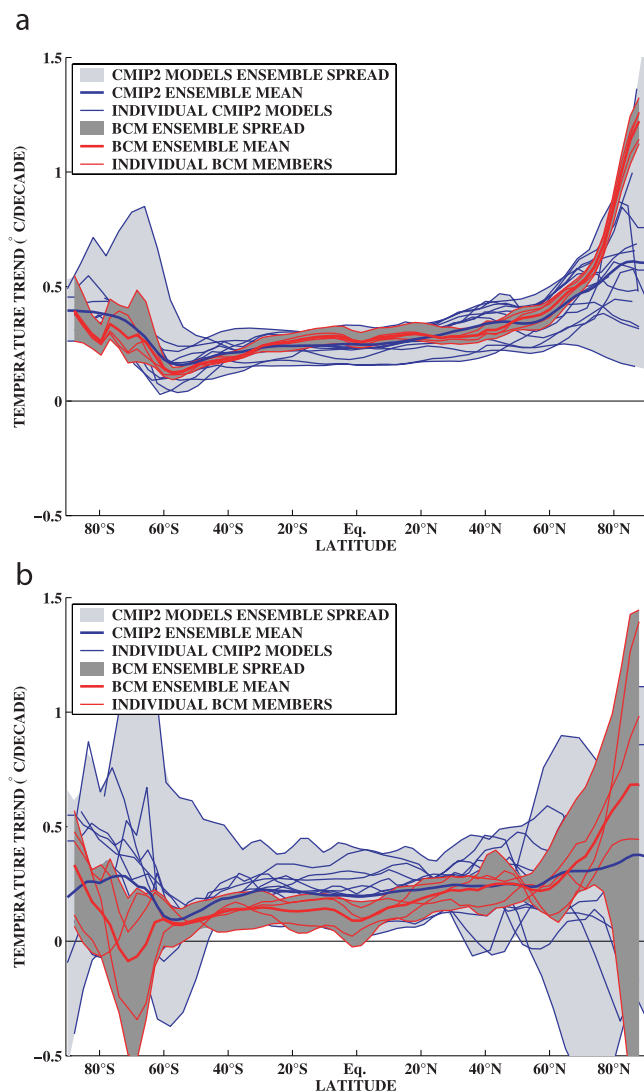 a
1.5
1
0.5
0
−0.5
TEMPERATURE TREND (°C/DECADE)
CMIP2 MODELS ENSEMBLE SPREAD
CMIP2 ENSEMBLE MEAN
INDIVIDUAL CMIP2 MODELS
BCM ENSEMBLE SPREAD
BCM ENSEMBLE MEAN
INDIVIDUAL BCM MEMBERS
80°S 60°S 40°S 20°S Eq. 20°N 40°N 60°N 80°N
LATITUDE
b
1.5
1
0.5
0
−0.5
TEMPERATURE TREND (°C/DECADE)
CMIP2 MODELS ENSEMBLE SPREAD
CMIP2 ENSEMBLE MEAN
INDIVIDUAL CMIP2 MODELS
BCM ENSEMBLE SPREAD
BCM ENSEMBLE MEAN
INDIVIDUAL BCM MEMBERS
80°S 60°S 40°S 20°S Eq. 20°N 40°N 60°N 80°N
LATITUDE